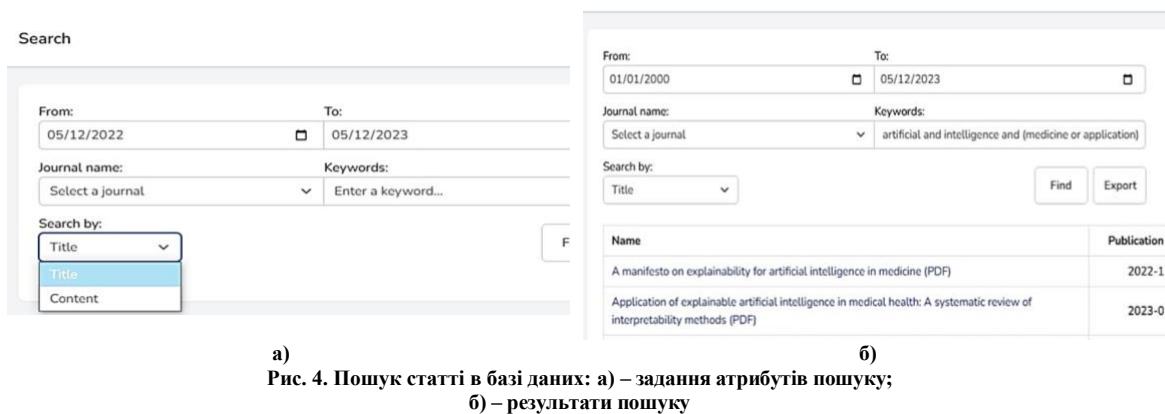 Search
From:
To:
05/12/2022
05/12/2023
Journal name:
Keywords:
Select a journal
Enter a keyword...
Search by:
Title
F
Title
Content
From:
To:
01/01/2000
05/12/2023
Journal name:
Keywords:
Select a journal
artificial and intelligence and (medicine or application)
Search by:
Title
Find
Export
Name
Publication
A manifesto on explainability for artificial intelligence in medicine (PDF)
2022-1
Application of explainable artificial intelligence in medical health: A systematic review of
interpretability methods (PDF)
2023-0
а)
б)
Рис. 4. Пошук статті в базі даних: а) – задання атрибутів пошуку;
б) – результати пошуку